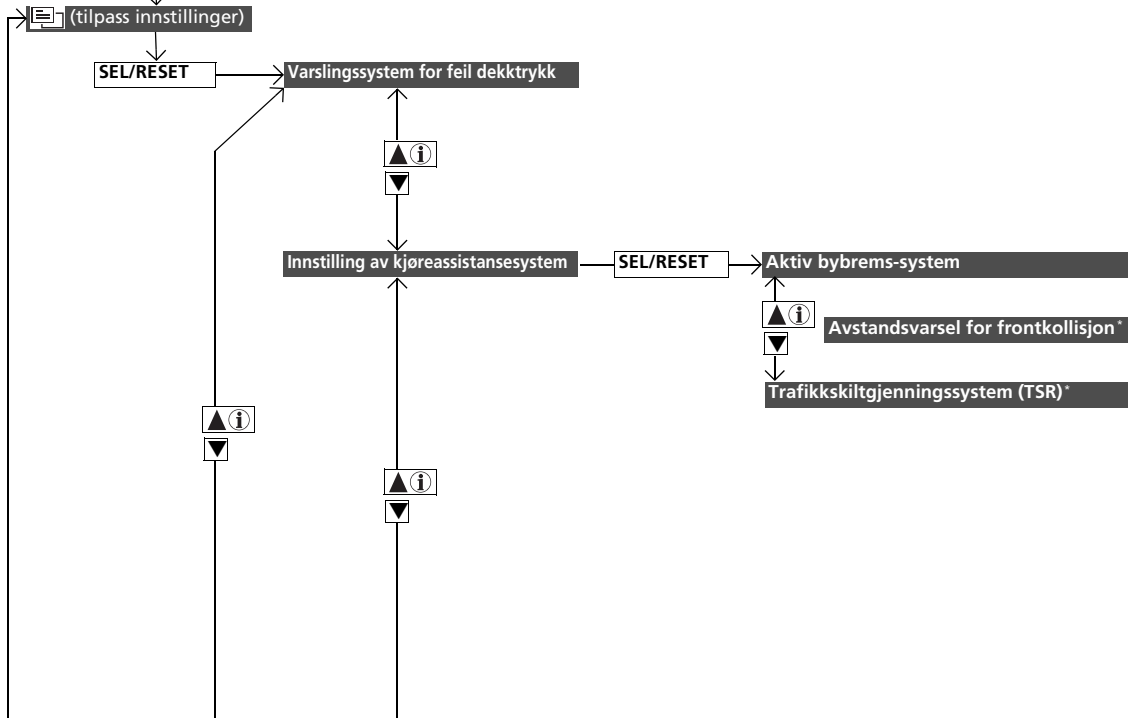 (tilpass innstillinger)
SEL/RESET
Varslingssystem for feil dekktrykk
▲ⓘ
▼
Innstilling av kjøreassistansesystem
SEL/RESET
Aktiv bybrems-system
▲ⓘ
▼
Avstandsvarsel for frontkollisjon*
Trafikkskiltgjenningssystem (TSR)*
▲ⓘ
▼
▲ⓘ
▼